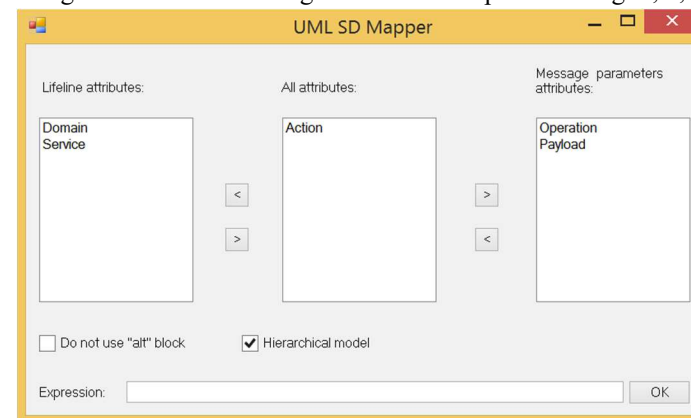 UML SD Mapper
Lifeline attributes:
All attributes:
Message parameters
attributes:
Domain
Service
Action
Operation
Payload
<
>
>
<
Do not use "alt" block
Hierarchical model
Expression:
OK